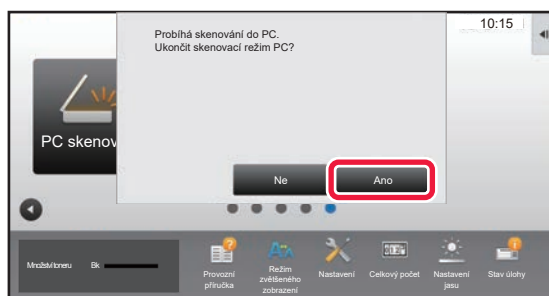 10:15
Probíhá skenování do PC.
Ukončit skenovací režim PC?
PC skenov
Ne
Ano
Množství toneru
Bk
Provozní
příručka
Režim
zvětšeného
zobrazení
Nastavení
Celkový počet
Nastavení
jasu
Stav úlohy